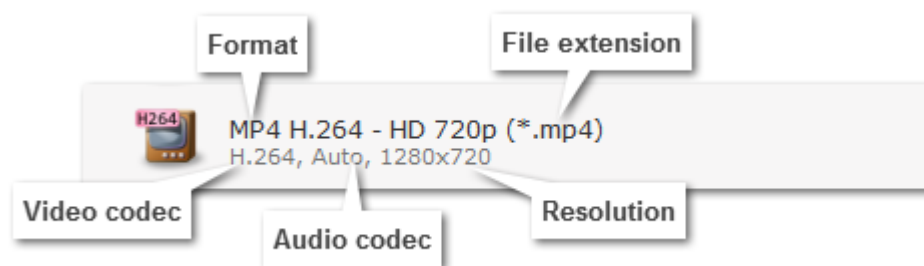 Format
File extension
H264
MP4 H.264 - HD 720p (*.mp4)
H.264, Auto, 1280x720
Video codec
Resolution
Audio codec